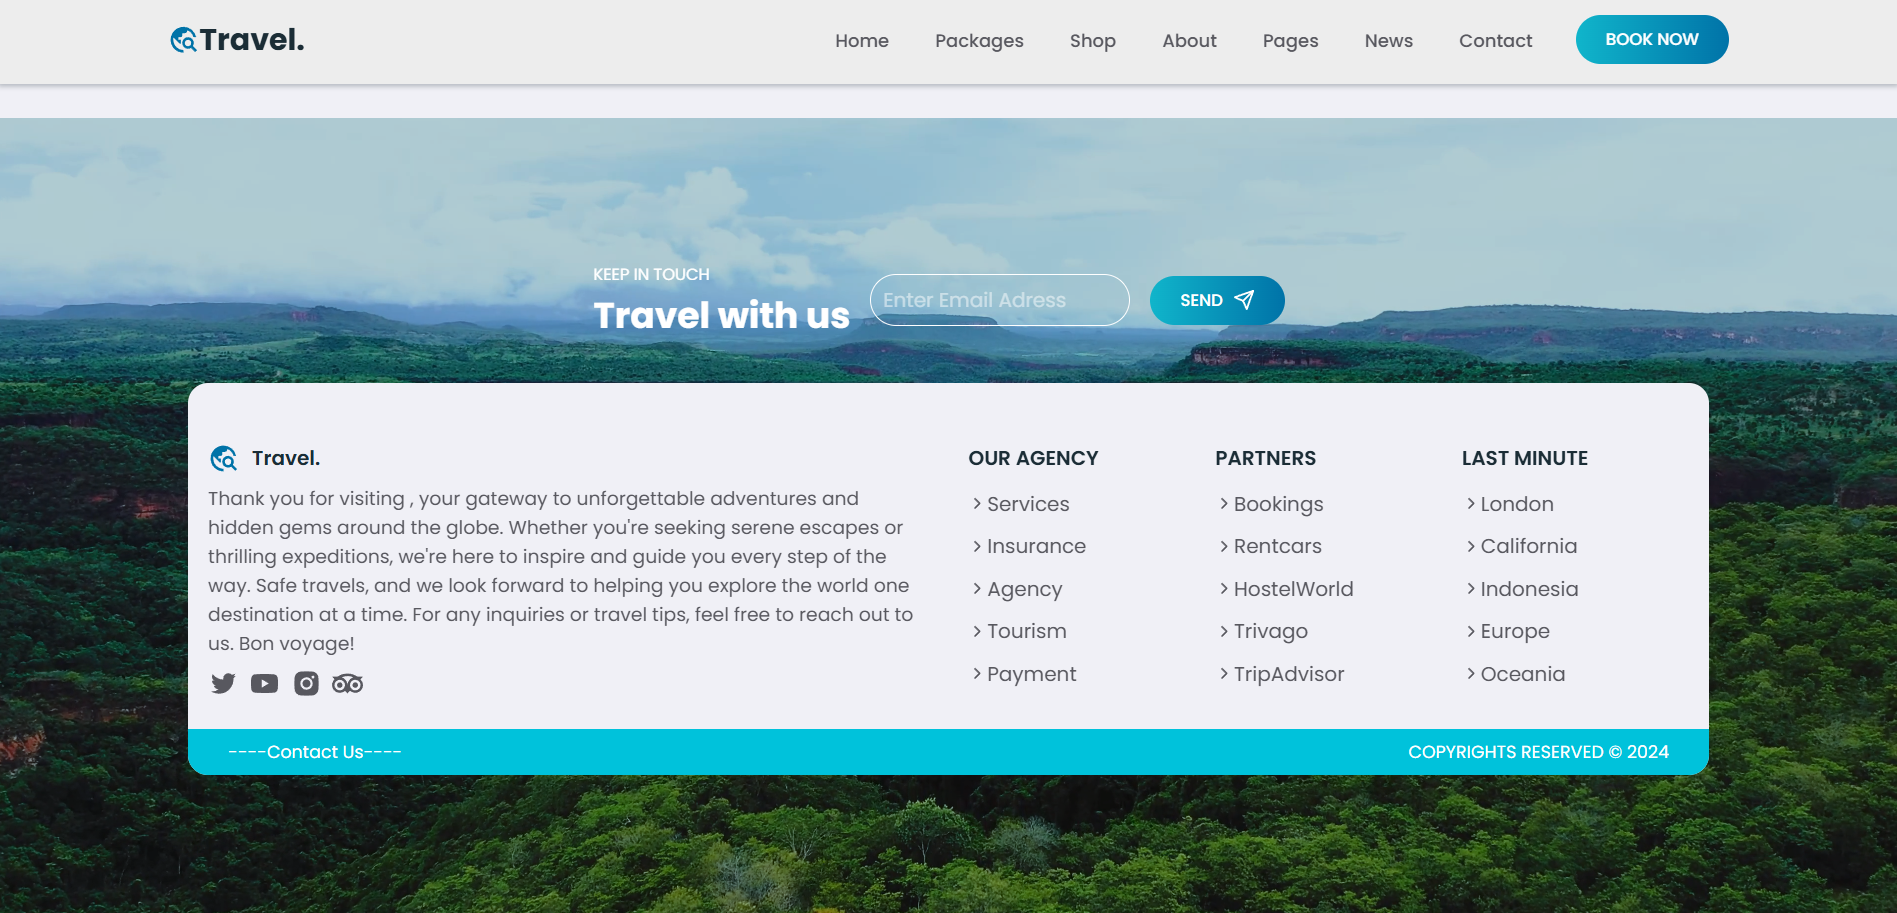 Travel.
Home Packages Shop About Pages News Contact BOOK NOW
KEEP IN TOUCH
Travel with us
Enter Email Adress
SEND
Travel.
Thank you for visiting , your gateway to unforgettable adventures and
hidden gems around the globe. Whether you're seeking serene escapes or
thrilling expeditions, we're here to inspire and guide you every step of the
way. Safe travels, and we look forward to helping you explore the world one
destination at a time. For any inquiries or travel tips, feel free to reach out to
us. Bon voyage!
OUR AGENCY
Services
Insurance
Agency
Tourism
Payment
PARTNERS
Bookings
Rentcars
HostelWorld
Trivago
TripAdvisor
LAST MINUTE
London
California
Indonesia
Europe
Oceania
----Contact Us----
COPYRIGHTS RESERVED © 2024